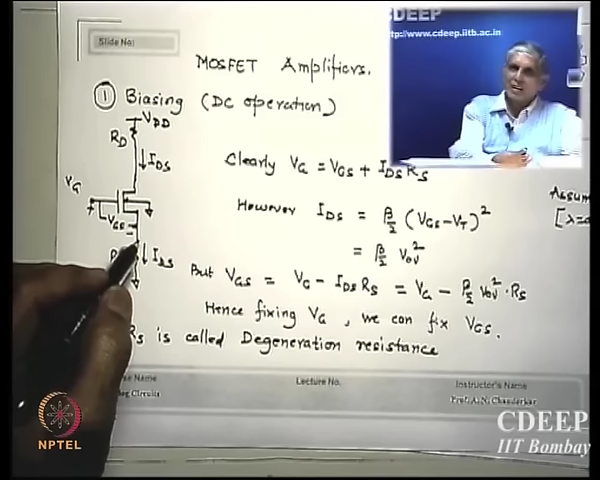 CDEEP
http://www.cdeep.iitb.ac.in
Slide No:
MOSFET Amplifiers.
① Biasing (DC operation)
VDD
RD
IDS
VG
VGS
IDS
Clearly VG = VGS + IDS RS
However IDS = β/2 (VGS - VT)²
= β/2 Vov²
But VGS = VG - IDS RS = VG - β/2 Vov² · RS
Hence fixing VG, we can fix VGS.
Rs is called Degeneration resistance
Lecture No.
Instructor's Name
Prof. A. N. Chandorkar
NPTEL
CDEEP
IIT Bombay